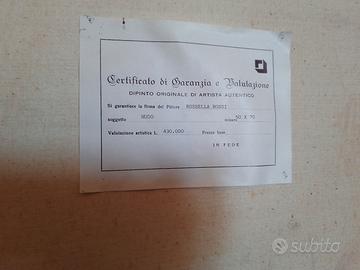 Certificato di Garanzia e Valutazione
DIPINTO ORIGINALE DI ARTISTA AUTENTICO
Si garantisce la firma del Pittore ROSSELLA ROSSI
soggetto NUDO misura 50 X 70
Valutazione artistica L. 430.000 Prezzo base
IN FEDE
subito